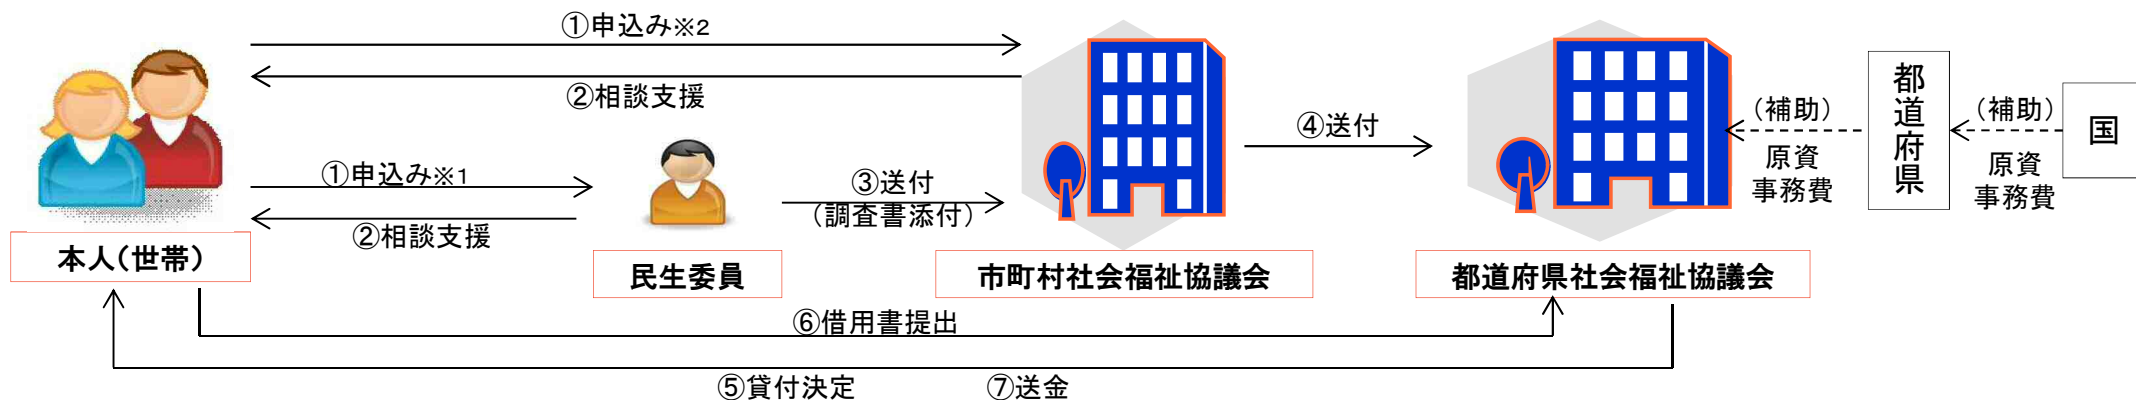 ①申込み※2
②相談支援
①申込み※1
②相談支援
本人(世帯)
民生委員
③送付
(調査書添付)
市町村社会福祉協議会
④送付
都道府県社会福祉協議会
(補助)
原資
事務費
都道府県
(補助)
原資
事務費
国
⑥借用書提出
⑤貸付決定 ⑦送金